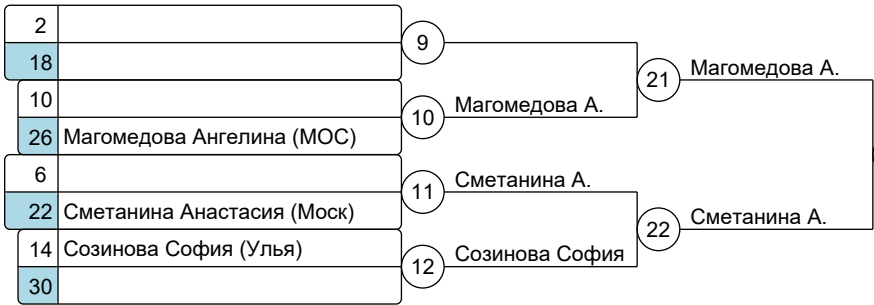 2
9
18
21
Магомедова А.
10
10
Магомедова А.
26
Магомедова Ангелина (МОС)
6
11
Сметанина А.
22
Сметанина Анастасия (Моск)
22
Сметанина А.
14
Созинова София (Улья)
12
Созинова София
30